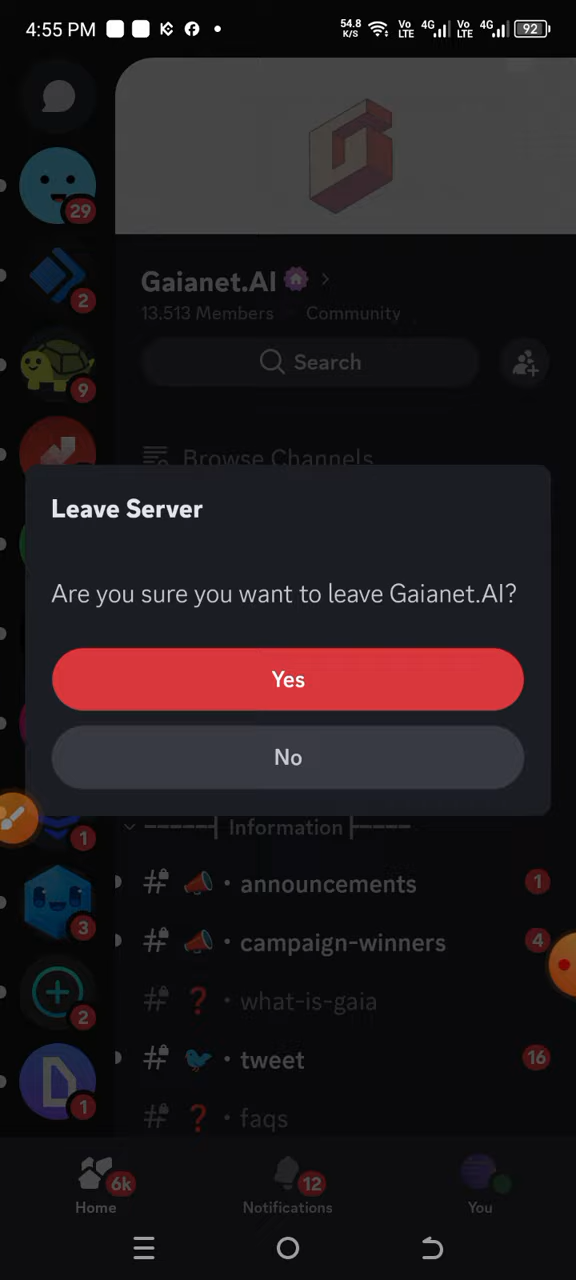 4:55 PM
54.8 K/S Vo LTE 4G Vo LTE 4G 92
29
Gaianet.AI
2
13.513 Members Community
Search
9
Browse Channels
Leave Server
Are you sure you want to leave Gaianet.AI?
Yes
No
1
-----| Information |----
announcements 1
3
campaign-winners 4
what-is-gaia
2
tweet 16
1
faqs
6k 12
Home Notifications You